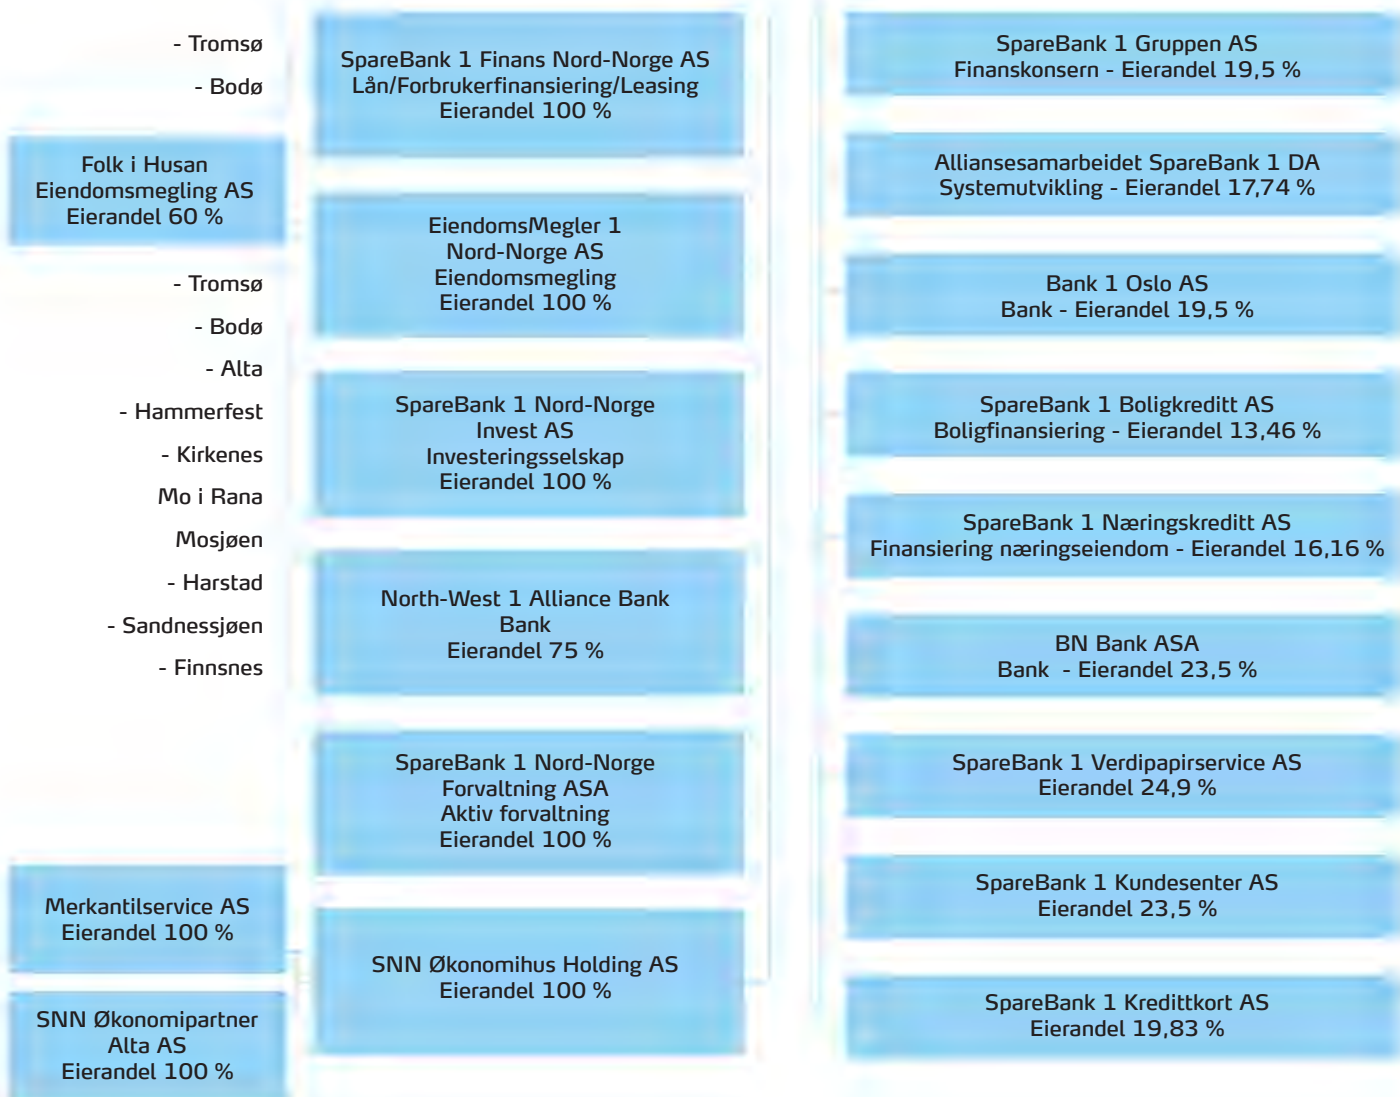 - Tromsø
- Bodø
Folk i Husan
Eiendomsmegling AS
Eierandel 60 %
- Tromsø
- Bodø
- Alta
- Hammerfest
- Kirkenes
Mo i Rana
Mosjøen
- Harstad
- Sandnessjøen
- Finnsnes
Merkantilservice AS
Eierandel 100 %
SNN Økonomipartner
Alta AS
Eierandel 100 %
SpareBank 1 Finans Nord-Norge AS
Lån/Forbrukerfinansiering/Leasing
Eierandel 100 %
EiendomsMegler 1
Nord-Norge AS
Eiendomsmegling
Eierandel 100 %
SpareBank 1 Nord-Norge
Invest AS
Investeringsselskap
Eierandel 100 %
North-West 1 Alliance Bank
Bank
Eierandel 75 %
SpareBank 1 Nord-Norge
Forvaltning ASA
Aktiv forvaltning
Eierandel 100 %
SNN Økonomihus Holding AS
Eierandel 100 %
SpareBank 1 Gruppen AS
Finanskonsern - Eierandel 19,5 %
Alliansesamarbeidet SpareBank 1 DA
Systemutvikling - Eierandel 17,74 %
Bank 1 Oslo AS
Bank - Eierandel 19,5 %
SpareBank 1 Boligkreditt AS
Boligfinansiering - Eierandel 13,46 %
SpareBank 1 Næringskreditt AS
Finansiering næringseiendom - Eierandel 16,16 %
BN Bank ASA
Bank - Eierandel 23,5 %
SpareBank 1 Verdipapirservice AS
Eierandel 24,9 %
SpareBank 1 Kundesenter AS
Eierandel 23,5 %
SpareBank 1 Kredittkort AS
Eierandel 19,83 %